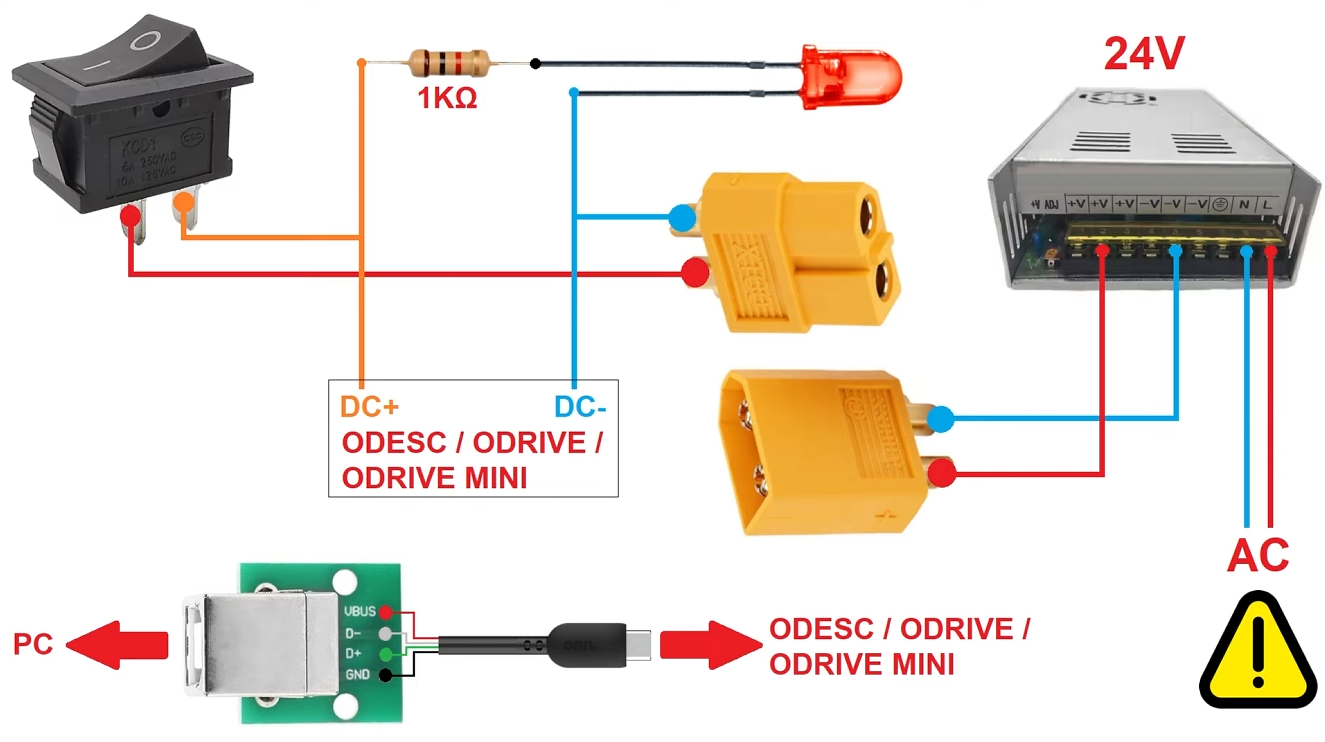 24V
KCD1
6A 250VAC
10A 125VAC
1KΩ
+V ADJ +V +V +V -V -V -V N L
DC+ DC-
ODESC / ODRIVE /
ODRIVE MINI
AC
PC
VBUS
D-
D+
GND
onn.
ODESC / ODRIVE /
ODRIVE MINI